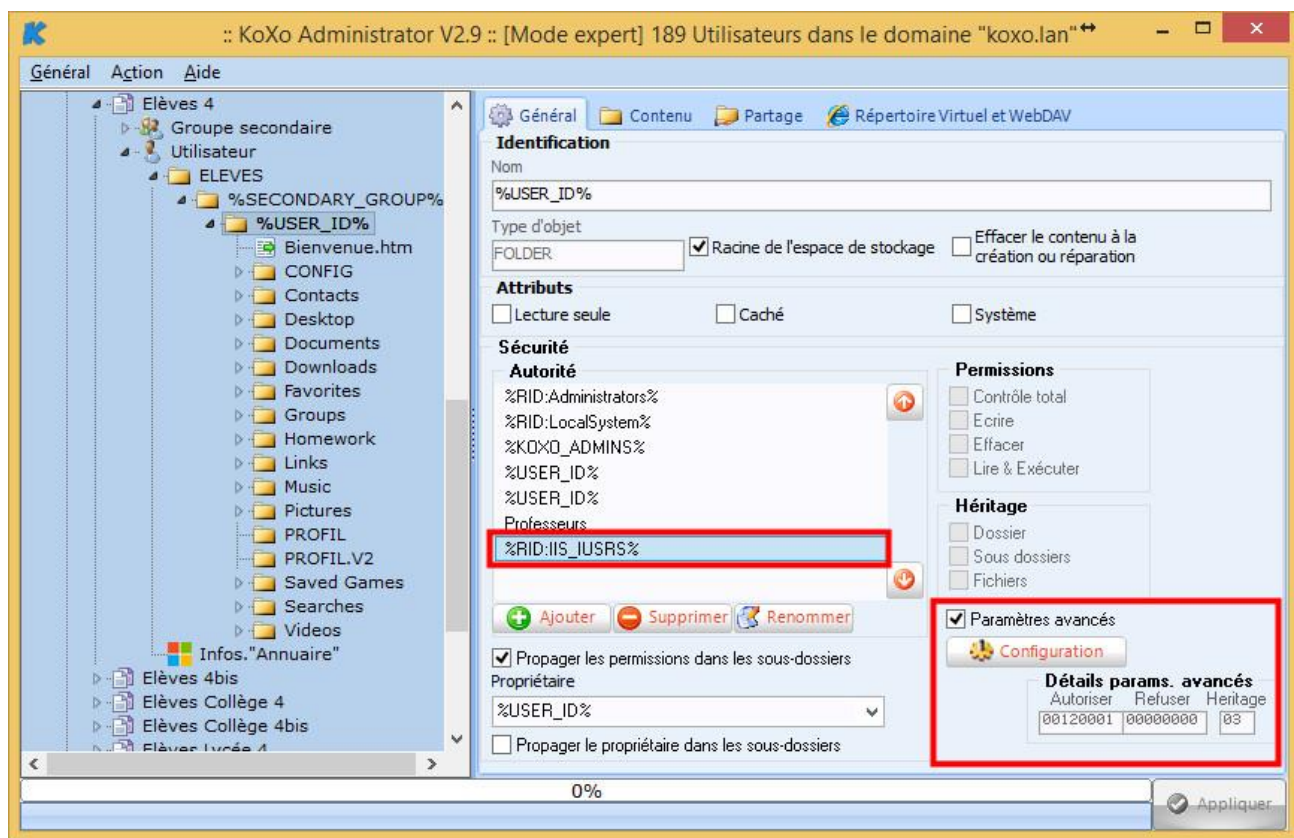 :: KoXo Administrator V2.9 :: [Mode expert] 189 Utilisateurs dans le domaine "koxo.lan"
Général Action Aide
Elèves 4
Groupe secondaire
Utilisateur
ELEVES
%SECONDARY_GROUP%
%USER_ID%
Bienvenue.htm
CONFIG
Contacts
Desktop
Documents
Downloads
Favorites
Groups
Homework
Links
Music
Pictures
PROFIL
PROFIL.V2
Saved Games
Searches
Videos
Infos."Annuaire"
Elèves 4bis
Elèves Collège 4
Elèves Collège 4bis
Elèves Lycée 4
Général Contenu Partage Répertoire Virtuel et WebDAV
Identification
Nom
%USER_ID%
Type d'objet
FOLDER
Racine de l'espace de stockage
Effacer le contenu à la
création ou réparation
Attributs
Lecture seule Caché Système
Sécurité
Autorité
%RID:Administrators%
%RID:LocalSystem%
%KOXO_ADMINS%
%USER_ID%
%USER_ID%
Professeurs
%RID:IIS_IUSRS%
Ajouter Supprimer Renommer
Propager les permissions dans les sous-dossiers
Propriétaire
%USER_ID%
Propager le propriétaire dans les sous-dossiers
Permissions
Contrôle total
Ecrire
Effacer
Lire & Exécuter
Héritage
Dossier
Sous dossiers
Fichiers
Paramètres avancés
Configuration
Détails params. avancés
Autoriser Refuser Heritage
00120001 00000000 03
0%
Appliquer